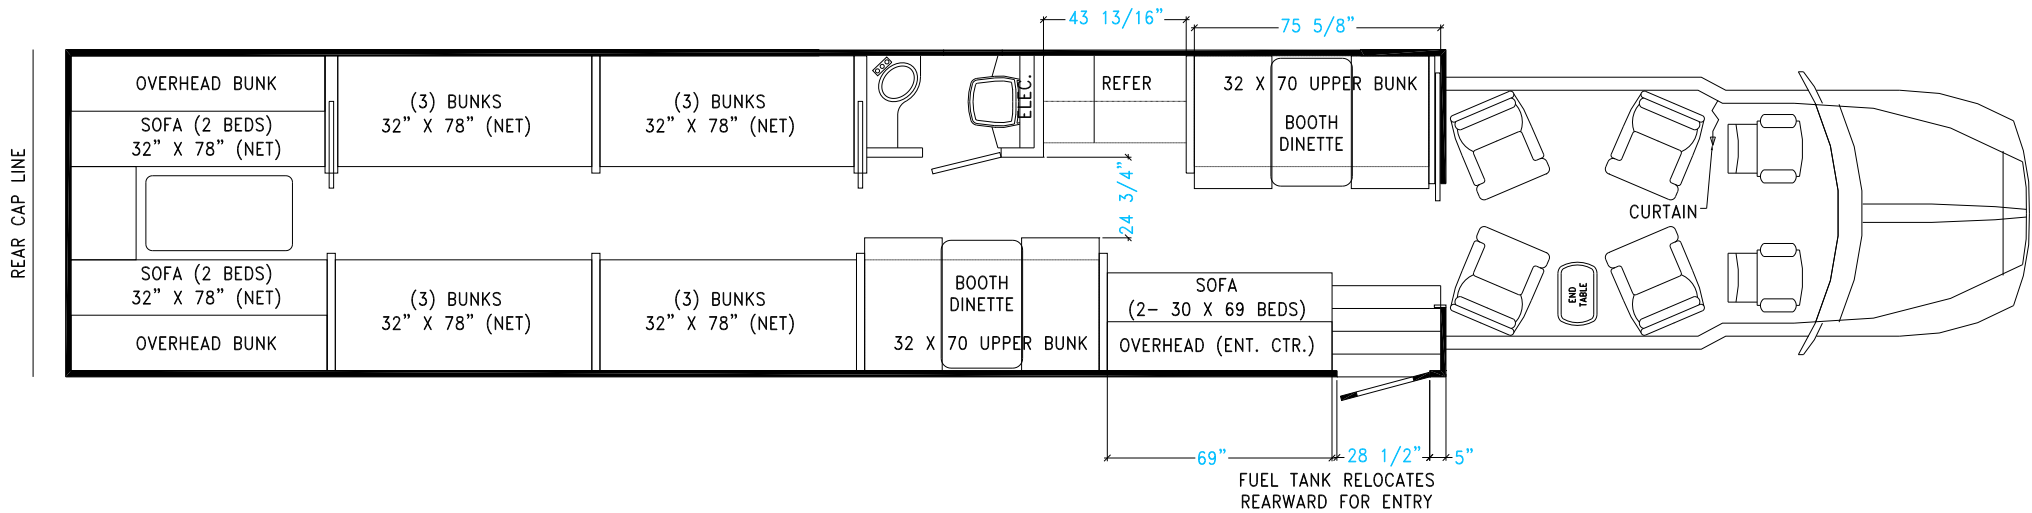 43 13/16"
75 5/8"
OVERHEAD BUNK
(3) BUNKS
32" X 78" (NET)
(3) BUNKS
32" X 78" (NET)
ELEC.
REFER
32 X 70 UPPER BUNK
SOFA (2 BEDS)
32" X 78" (NET)
BOOTH
DINETTE
REAR CAP LINE
24 3/4"
CURTAIN
SOFA (2 BEDS)
32" X 78" (NET)
(3) BUNKS
32" X 78" (NET)
(3) BUNKS
32" X 78" (NET)
BOOTH
DINETTE
SOFA
(2- 30 X 69 BEDS)
END
TABLE
OVERHEAD BUNK
32 X 70 UPPER BUNK
OVERHEAD (ENT. CTR.)
69"
28 1/2"
5"
FUEL TANK RELOCATES
REARWARD FOR ENTRY